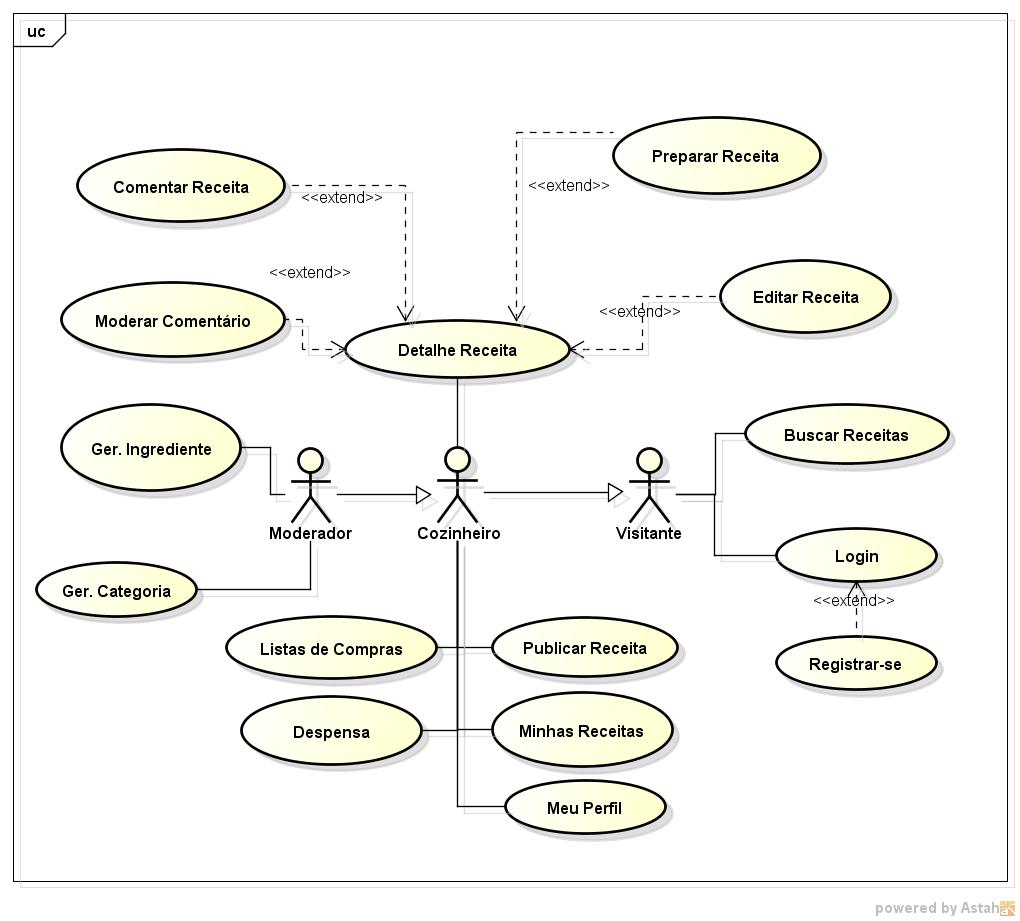 uc
Preparar Receita
Comentar Receita
<<extend>>
<<extend>>
<<extend>>
Moderar Comentário
Editar Receita
<<extend>>
Detalhe Receita
Ger. Ingrediente
Buscar Receitas
Moderador
Cozinheiro
Visitante
Login
Ger. Categoria
<<extend>>
Listas de Compras
Publicar Receita
Registrar-se
Despensa
Minhas Receitas
Meu Perfil
powered by Astah